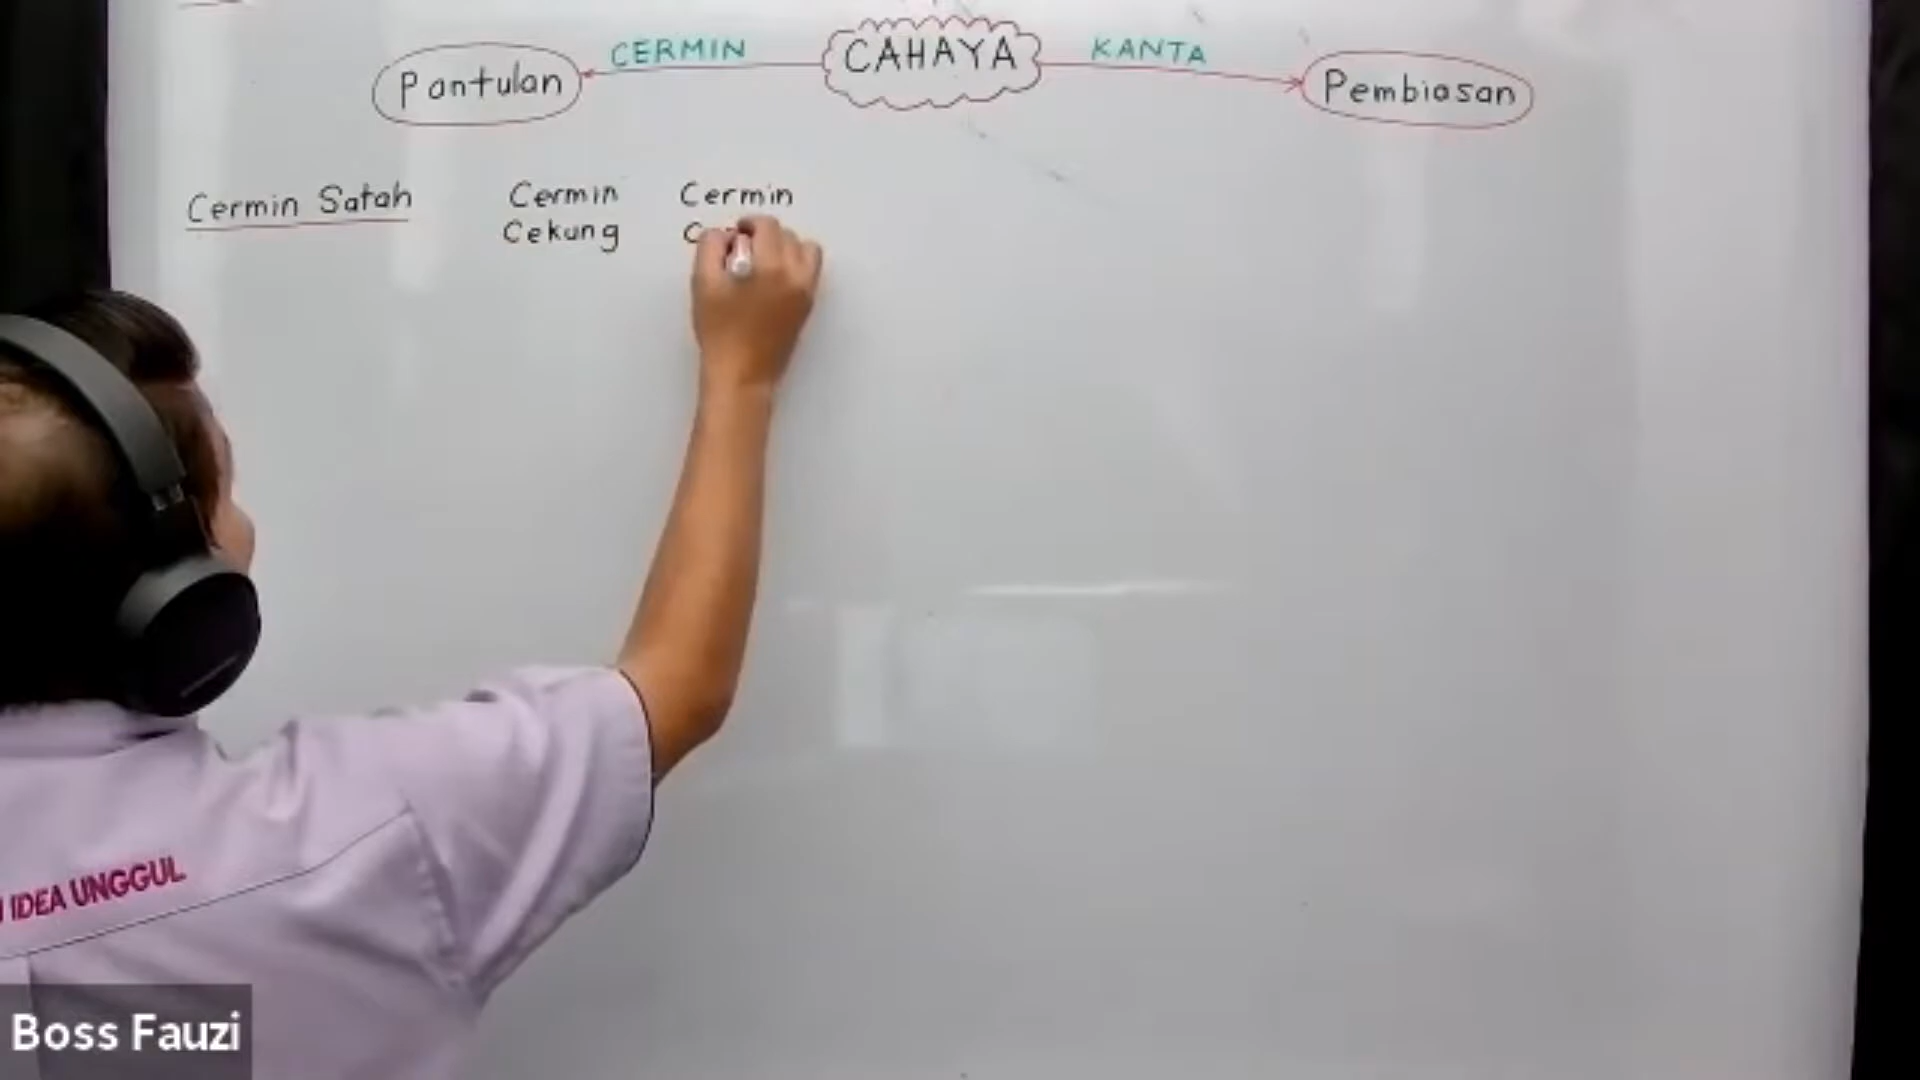 CERMIN
CAHAYA
KANTA
Pantulan
Pembiasan
Cermin Satah
Cermin
Cekung
Cermin
IDEA UNGGUL
Boss Fauzi